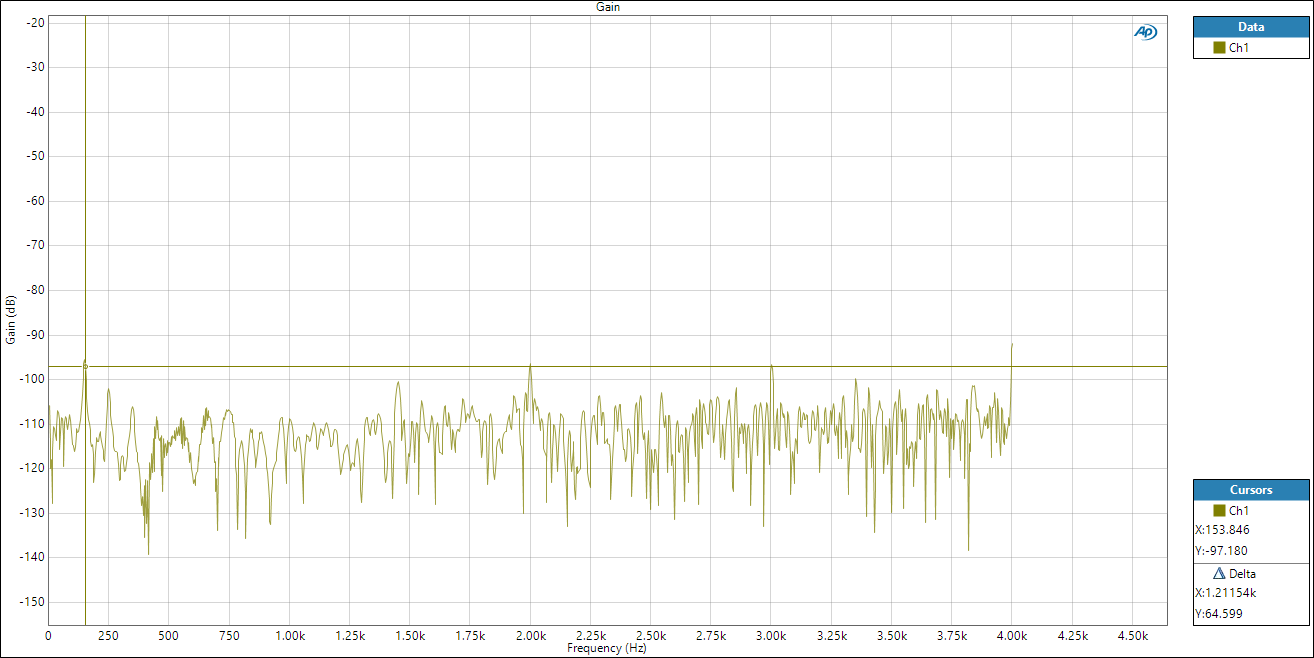 Gain
AP
Gain (dB)
-20
-30
-40
-50
-60
-70
-80
-90
-100
-110
-120
-130
-140
-150
0 250 500 750 1.00k 1.25k 1.50k 1.75k 2.00k 2.25k 2.50k 2.75k 3.00k 3.25k 3.50k 3.75k 4.00k 4.25k 4.50k
Frequency (Hz)
Data
Ch1
Cursors
Ch1
X:153.846
Y:-97.180
Delta
X:1.21154k
Y:64.599